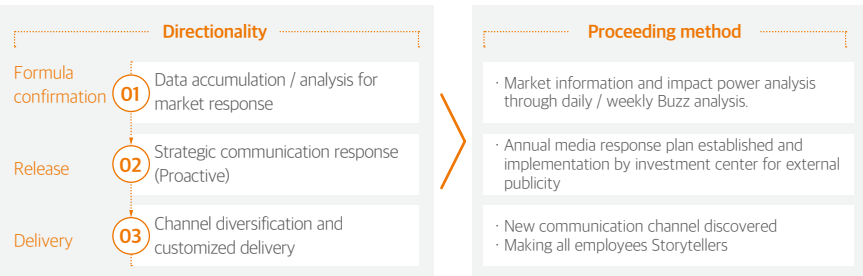 Directionality
Formula
confirmation
01
Data accumulation / analysis for
market response
Release
02
Strategic communication response
(Proactive)
Delivery
03
Channel diversification and
customized delivery
Proceeding method
· Market information and impact power analysis
through daily / weekly Buzz analysis.
· Annual media response plan established and
implementation by investment center for external
publicity
· New communication channel discovered
· Making all employees Storytellers